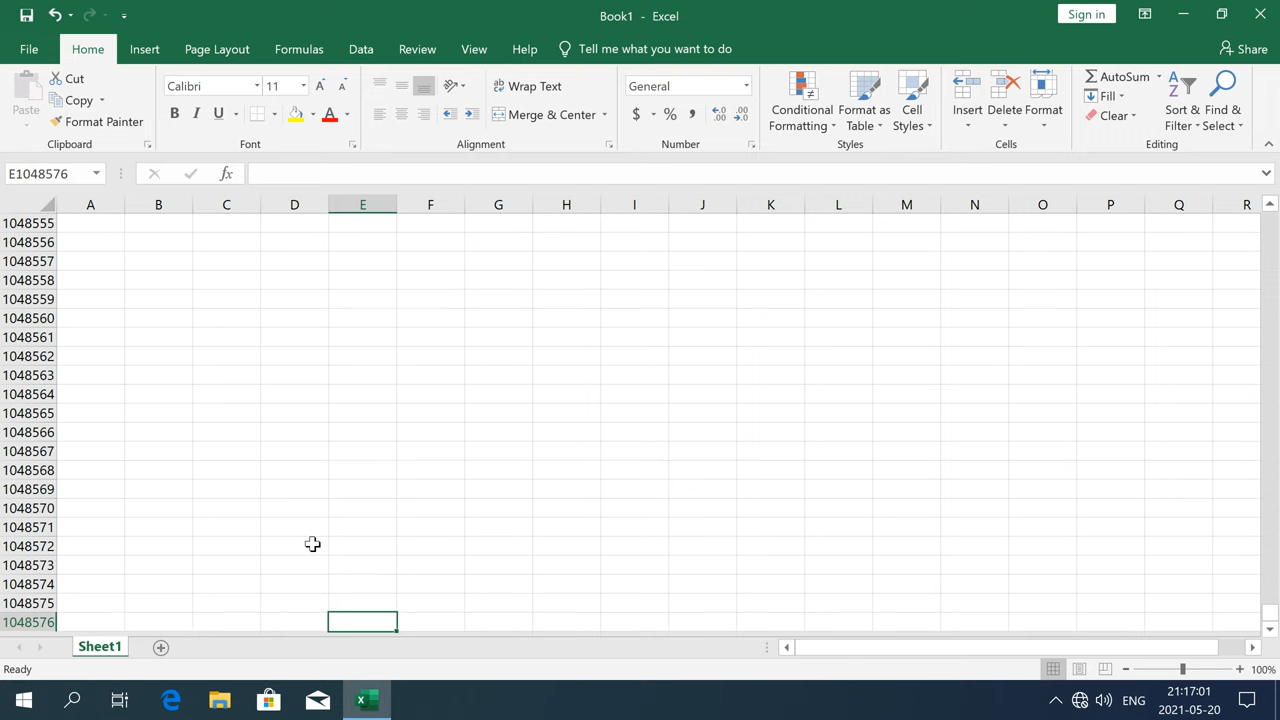 Book1 - Excel
Sign in
File Home Insert Page Layout Formulas Data Review View Help Tell me what you want to do Share
Paste
Cut
Copy
Format Painter
Clipboard
Calibri 11
B I U
Font
Wrap Text
Merge & Center
Alignment
General
$ % ,
Number
Conditional Formatting
Format as Table
Cell Styles
Styles
Insert Delete Format
Cells
AutoSum
Fill
Clear
Sort & Filter
Find & Select
Editing
E1048576
fx
A B C D E F G H I J K L M N O P Q R
1048555
1048556
1048557
1048558
1048559
1048560
1048561
1048562
1048563
1048564
1048565
1048566
1048567
1048568
1048569
1048570
1048571
1048572
1048573
1048574
1048575
1048576
Sheet1
Ready
100%
ENG
21:17:01
2021-05-20